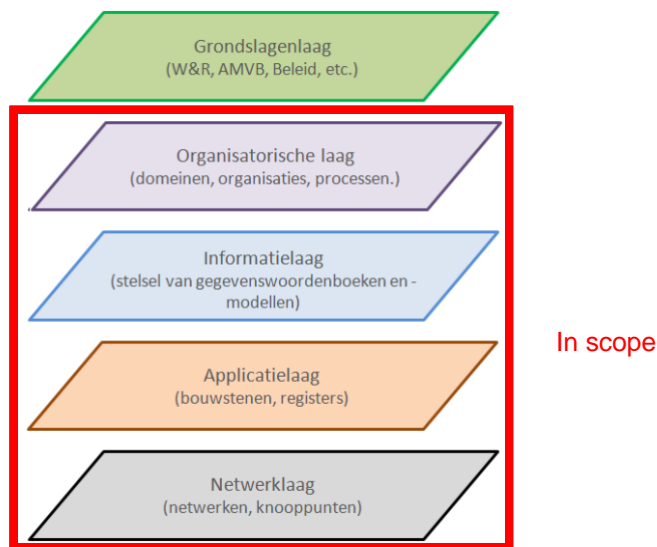 Grondslagenlaag
(W&R, AMVB, Beleid, etc.)
Organisatorische laag
(domeinen, organisaties, processen.)
Informatielaag
(stelsel van gegevenswoordenboeken en -
modellen)
In scope
Applicatielaag
(bouwstenen, registers)
Netwerklaag
(netwerken, knooppunten)